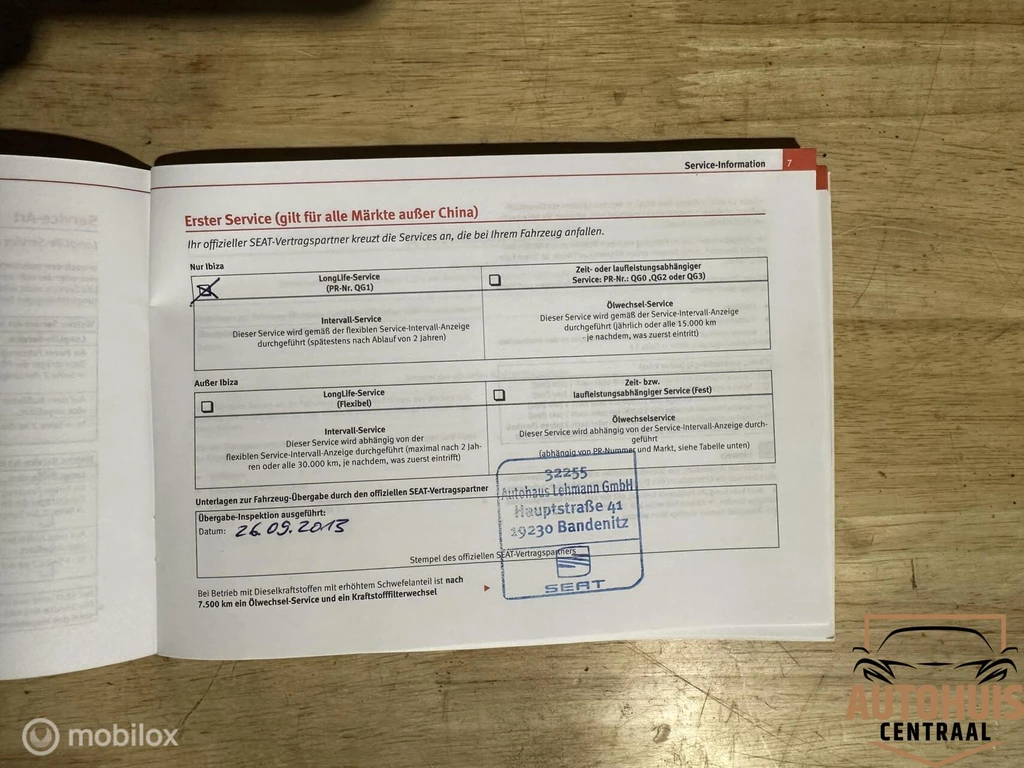 Service-Information
7
Erster Service (gilt für alle Märkte außer China)
Ihr offizieller SEAT-Vertragspartner kreuzt die Services an, die bei Ihrem Fahrzeug anfallen.
Nur Ibiza
LongLife-Service
(PR-Nr. QG1)
Zeit- oder laufleistungsabhängiger
Service: PR-Nr.: QG0 ,QG2 oder QG3)
Intervall-Service
Dieser Service wird gemäß der flexiblen Service-Intervall-Anzeige
durchgeführt (spätestens nach Ablauf von 2 Jahren)
Ölwechsel-Service
Dieser Service wird gemäß der Service-Intervall-Anzeige
durchgeführt (jährlich oder alle 15.000 km
- je nachdem, was zuerst eintritt)
Außer Ibiza
LongLife-Service
(Flexibel)
Zeit- bzw.
laufleistungsabhängiger Service (Fest)
Intervall-Service
Dieser Service wird abhängig von der
flexiblen Service-Intervall-Anzeige durchgeführt (maximal nach 2 Jah-
ren oder alle 30.000 km, je nachdem, was zuerst eintrifft)
Ölwechselservice
Dieser Service wird abhängig von der Service-Intervall-Anzeige durch-
geführt
(abhängig von PR-Nummer und Markt, siehe Tabelle unten)
Unterlagen zur Fahrzeug-Übergabe durch den offiziellen SEAT-Vertragspartner
Übergabe-Inspektion ausgeführt:
Datum: 26.09.2013
32255
Autohaus Lehmann GmbH
Hauptstraße 41
19230 Bandenitz
Stempel des offiziellen SEAT-Vertragspartners
SEAT
Bei Betrieb mit Dieselkraftstoffen mit erhöhtem Schwefelanteil ist nach
7.500 km ein Ölwechsel-Service und ein Kraftstofffilterwechsel
Service-Art
mobilox
AUTOHUIS
CENTRAAL